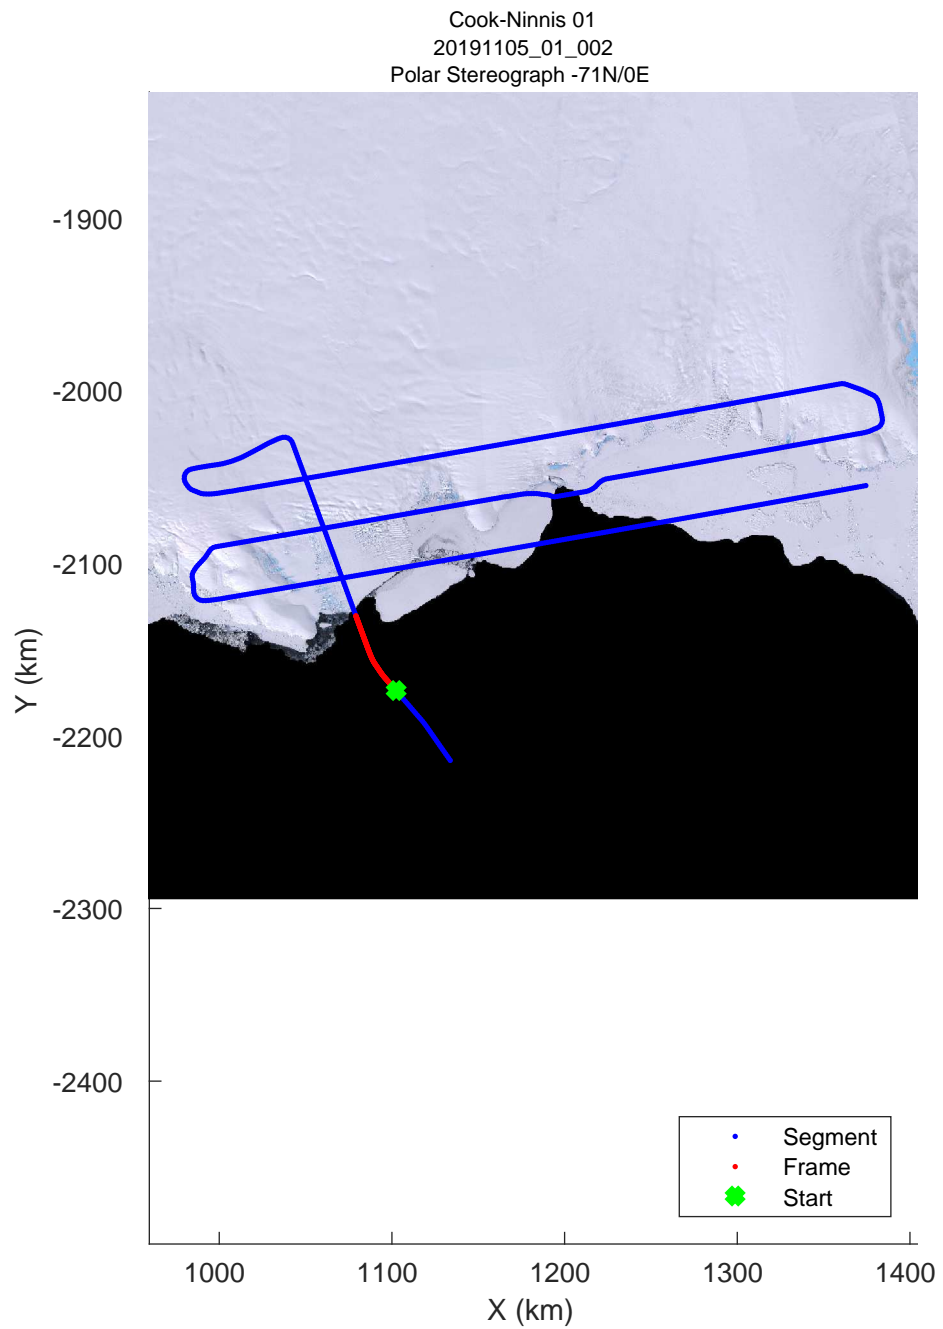 Cook-Ninnis 01
20191105_01_002
Polar Stereograph -71N/0E
-1900
-2000
-2100
-2200
-2300
-2400
Y (km)
Segment
Frame
Start
1000 1100 1200 1300 1400
X (km)